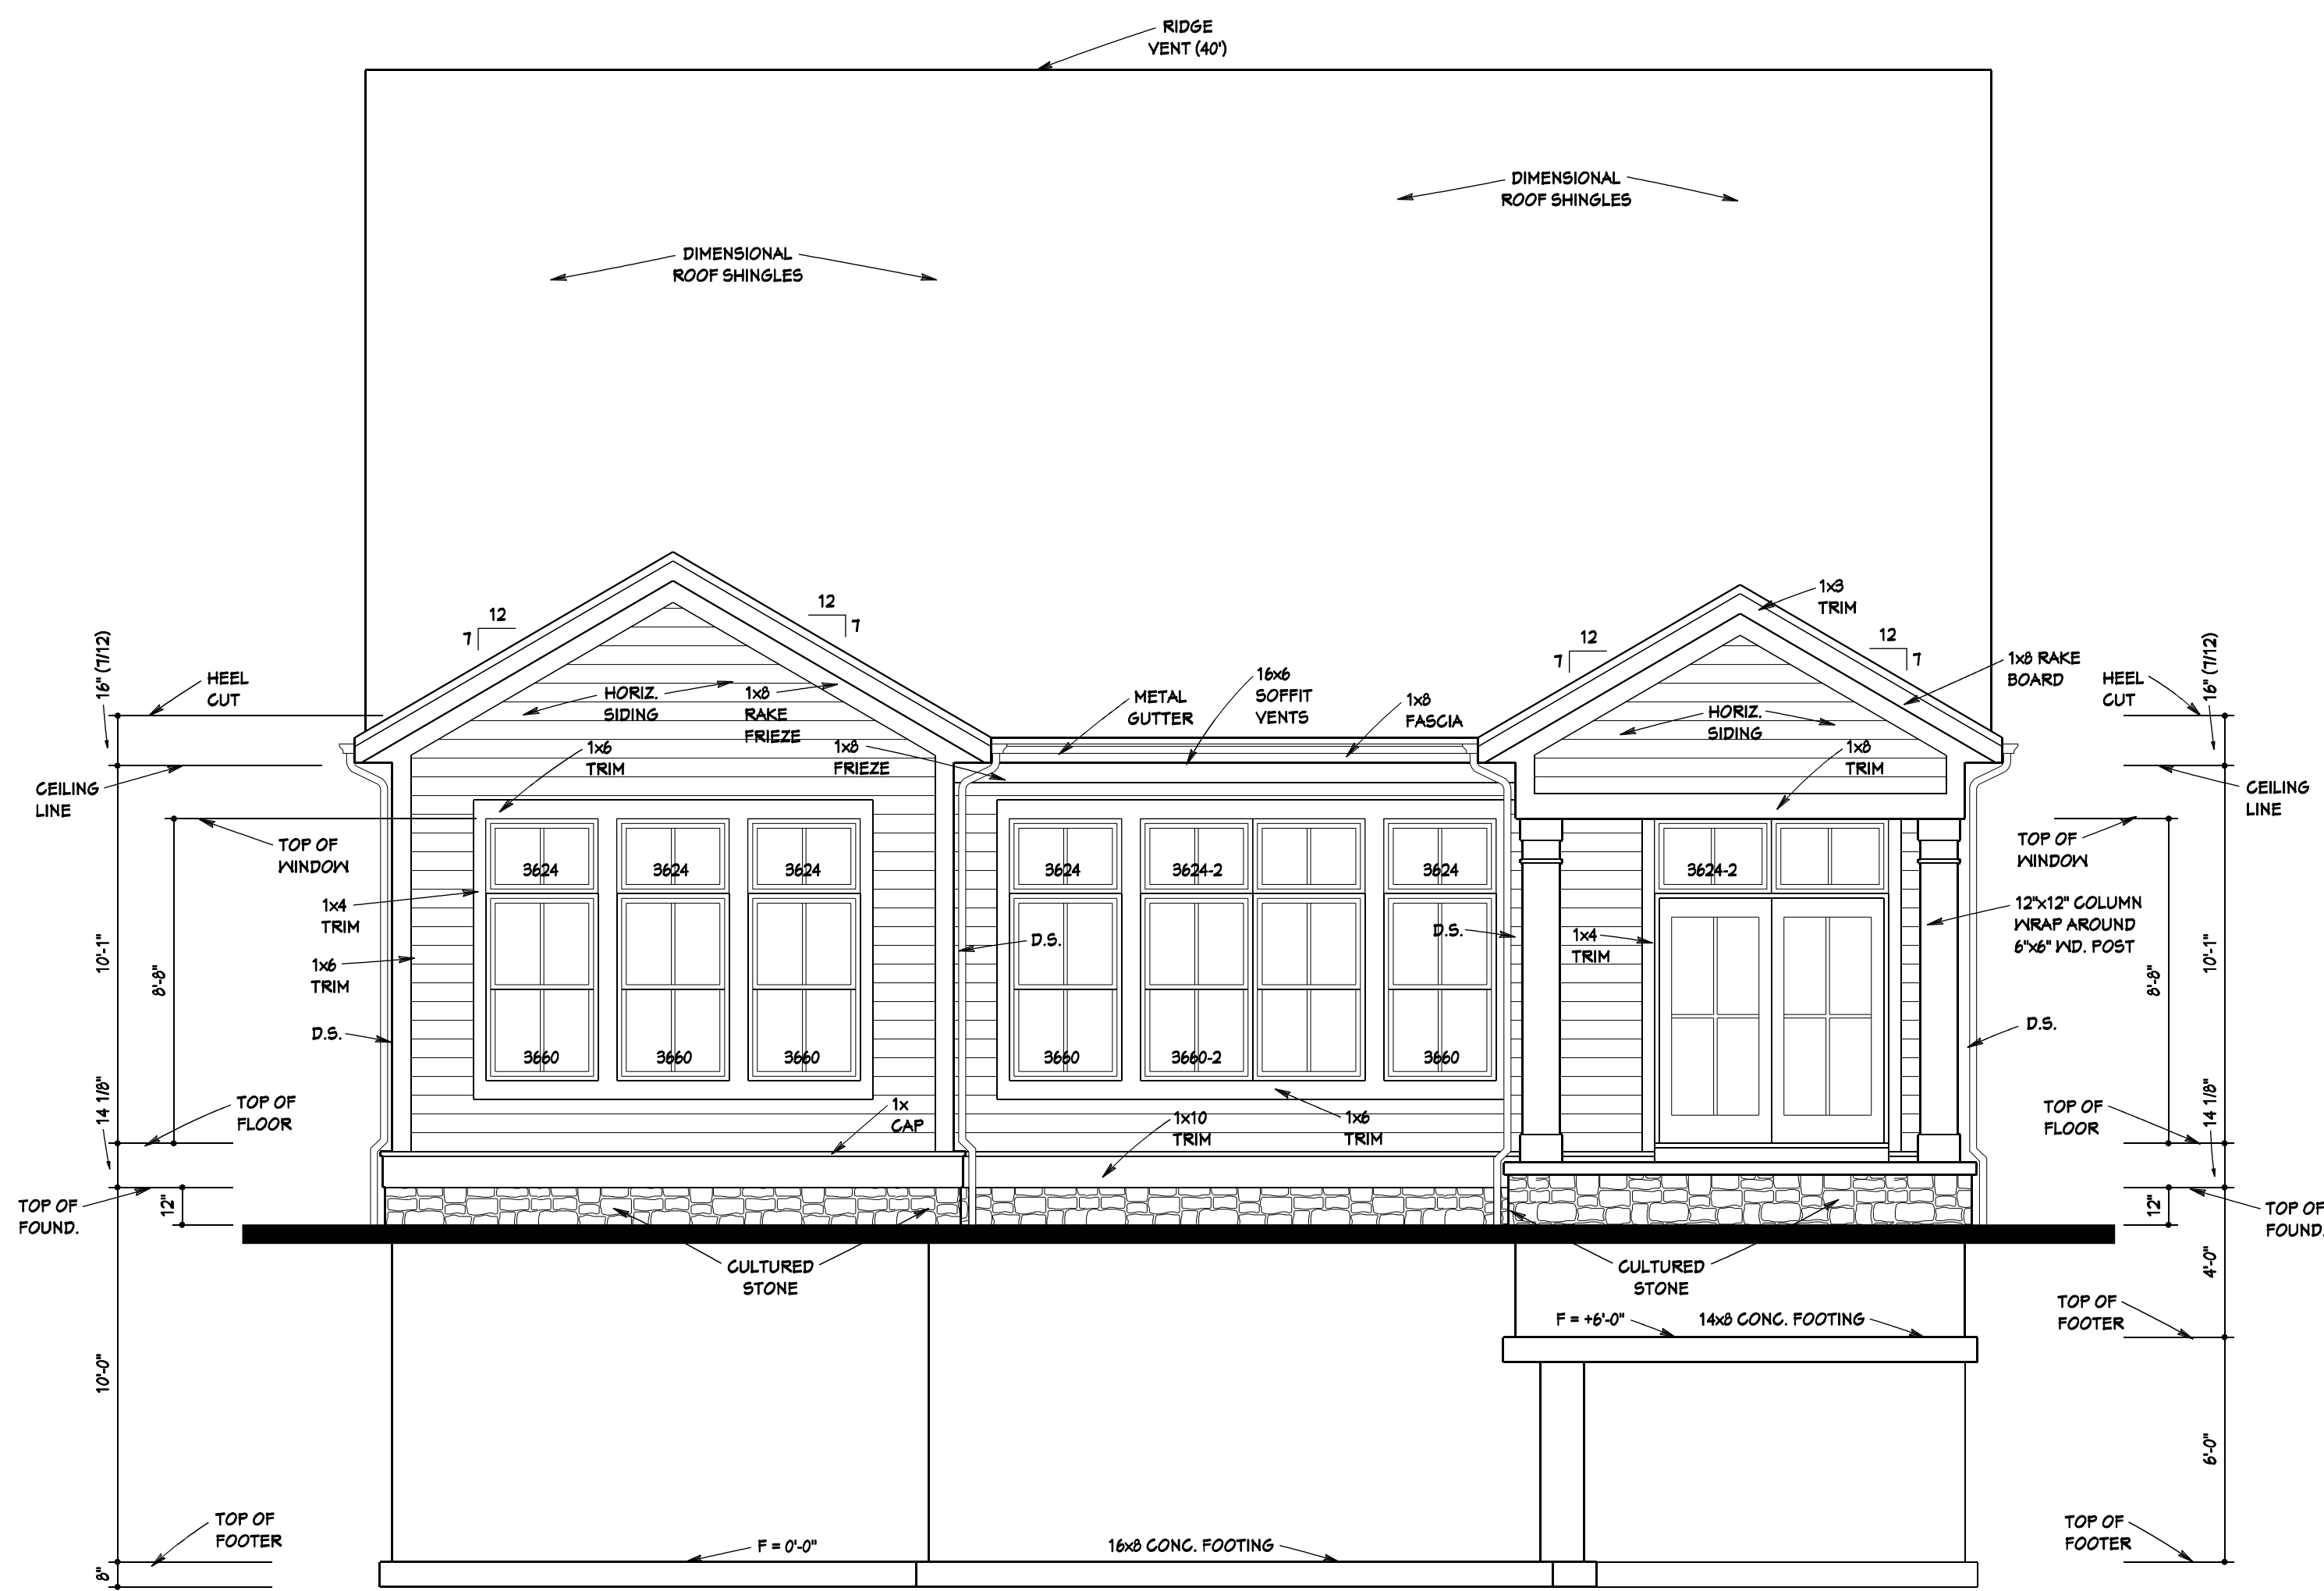 RIDGE
VENT (40')
DIMENSIONAL
ROOF SHINGLES
DIMENSIONAL
ROOF SHINGLES
12
7
12
7
1x3
TRIM
12
7
12
7
1x8 RAKE
BOARD
16" (7/12)
HEEL
CUT
HORIZ.
SIDING
1x8
RAKE
FRIEZE
METAL
GUTTER
16x6
SOFFIT
VENTS
1x8
FASCIA
HORIZ.
SIDING
HEEL
CUT
16" (7/12)
1x6
TRIM
1x8
FRIEZE
1x8
TRIM
CEILING
LINE
CEILING
LINE
TOP OF
WINDOW
TOP OF
WINDOW
3624
3624
3624
3624
3624-2
3624
3624-2
1x4
TRIM
12"x12" COLUMN
WRAP AROUND
6"x6" WD. POST
D.S.
D.S.
1x4
TRIM
10'-1"
8'-8"
1x6
TRIM
8'-8"
10'-1"
D.S.
D.S.
3660
3660
3660
3660
3660-2
3660
14 1/8"
TOP OF
FLOOR
1x
CAP
1x10
TRIM
1x6
TRIM
TOP OF
FLOOR
14 1/8"
TOP OF
FOUND.
12"
12"
TOP OF
FOUND.
CULTURED
STONE
CULTURED
STONE
4'-0"
F = +6'-0"
14x8 CONC. FOOTING
TOP OF
FOOTER
10'-0"
6'-0"
TOP OF
FOOTER
F = 0'-0"
16x8 CONC. FOOTING
TOP OF
FOOTER
8"